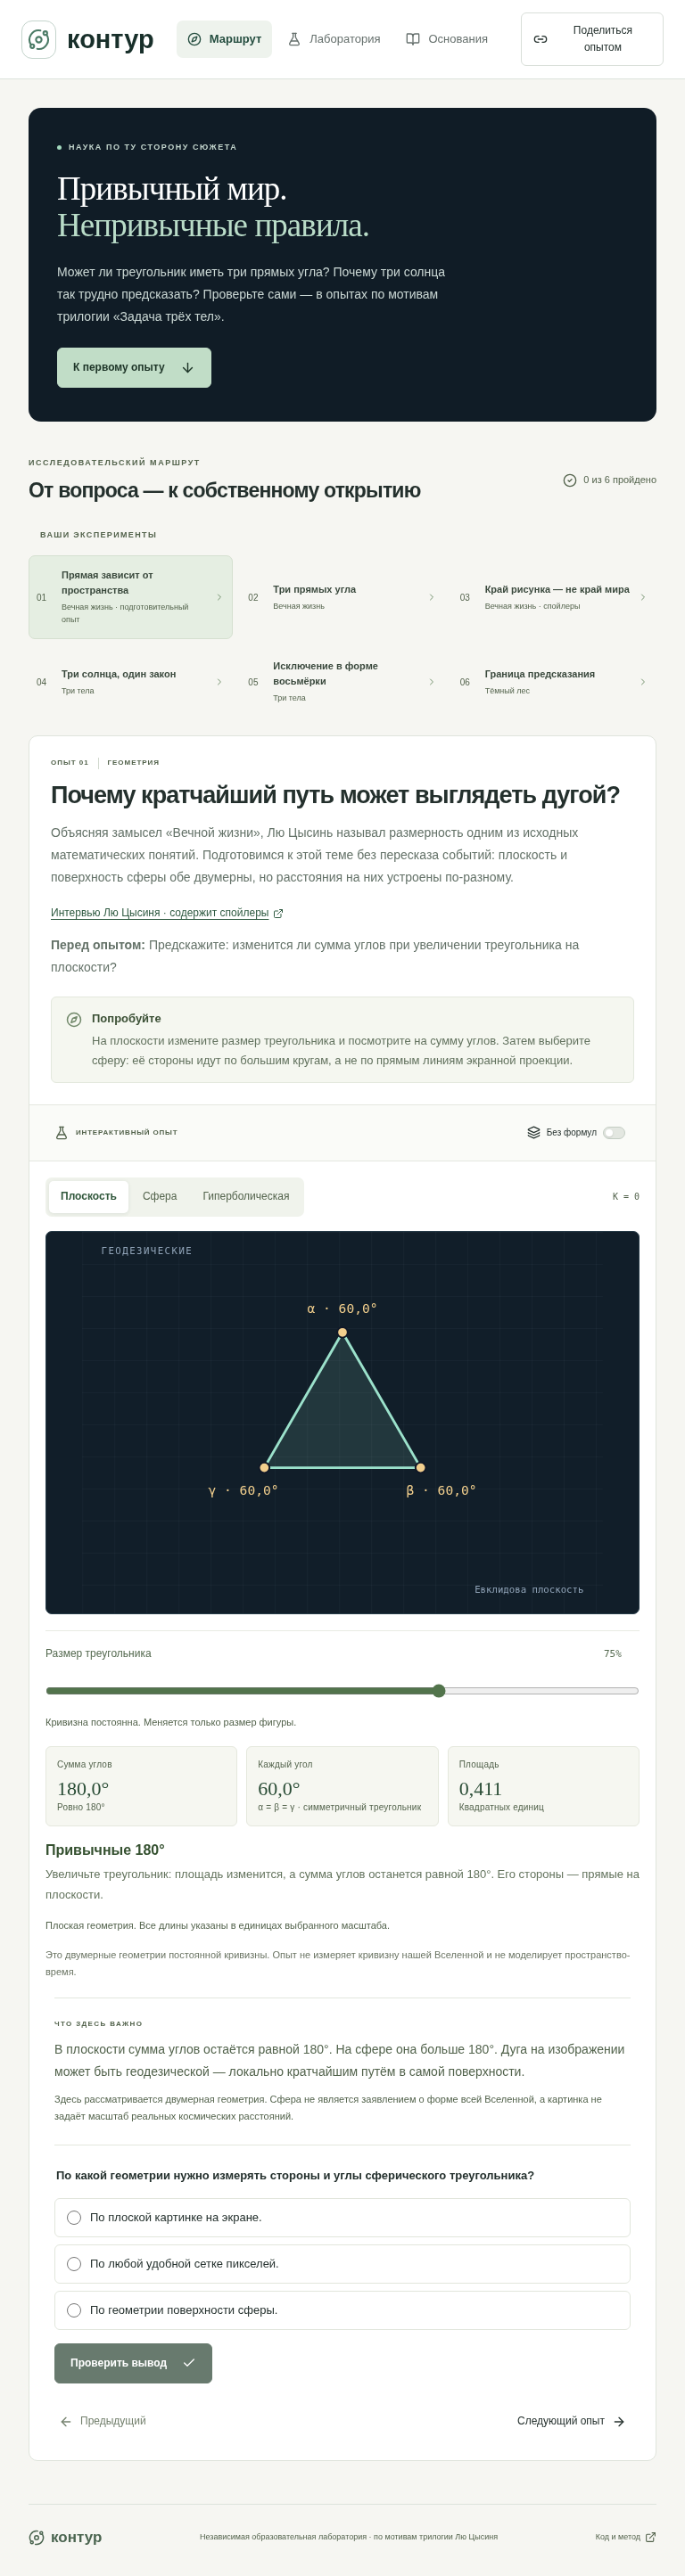 контур
Маршрут
Лаборатория
Основания
Поделиться
опытом
НАУКА ПО ТУ СТОРОНУ СЮЖЕТА
Привычный мир.
Непривычные правила.
Может ли треугольник иметь три прямых угла? Почему три солнца
так трудно предсказать? Проверьте сами — в опытах по мотивам
трилогии «Задача трёх тел».
К первому опыту
ИССЛЕДОВАТЕЛЬСКИЙ МАРШРУТ
От вопроса — к собственному открытию
0 из 6 пройдено
ВАШИ ЭКСПЕРИМЕНТЫ
01
Прямая зависит от
пространства
Вечная жизнь · подготовительный
опыт
02
Три прямых угла
Вечная жизнь
03
Край рисунка — не край мира
Вечная жизнь · спойлеры
04
Три солнца, один закон
Три тела
05
Исключение в форме
восьмёрки
Три тела
06
Граница предсказания
Тёмный лес
ОПЫТ 01
ГЕОМЕТРИЯ
Почему кратчайший путь может выглядеть дугой?
Объясняя замысел «Вечной жизни», Лю Цысинь называл размерность одним из исходных
математических понятий. Подготовимся к этой теме без пересказа событий: плоскость и
поверхность сферы обе двумерны, но расстояния на них устроены по-разному.
Интервью Лю Цысиня · содержит спойлеры
Перед опытом: Предскажите: изменится ли сумма углов при увеличении треугольника на
плоскости?
Попробуйте
На плоскости измените размер треугольника и посмотрите на сумму углов. Затем выберите
сферу: её стороны идут по большим кругам, а не по прямым линиям экранной проекции.
ИНТЕРАКТИВНЫЙ ОПЫТ
Без формул
Плоскость
Сфера
Гиперболическая
K = 0
ГЕОДЕЗИЧЕСКИЕ
α · 60,0°
γ · 60,0°
β · 60,0°
Евклидова плоскость
Размер треугольника
75%
Кривизна постоянна. Меняется только размер фигуры.
Сумма углов
180,0°
Ровно 180°
Каждый угол
60,0°
α = β = γ · симметричный треугольник
Площадь
0,411
Квадратных единиц
Привычные 180°
Увеличьте треугольник: площадь изменится, а сумма углов останется равной 180°. Его стороны — прямые на
плоскости.
Плоская геометрия. Все длины указаны в единицах выбранного масштаба.
Это двумерные геометрии постоянной кривизны. Опыт не измеряет кривизну нашей Вселенной и не моделирует пространство-
время.
ЧТО ЗДЕСЬ ВАЖНО
В плоскости сумма углов остаётся равной 180°. На сфере она больше 180°. Дуга на изображении
может быть геодезической — локально кратчайшим путём в самой поверхности.
Здесь рассматривается двумерная геометрия. Сфера не является заявлением о форме всей Вселенной, а картинка не
задаёт масштаб реальных космических расстояний.
По какой геометрии нужно измерять стороны и углы сферического треугольника?
По плоской картинке на экране.
По любой удобной сетке пикселей.
По геометрии поверхности сферы.
Проверить вывод
Предыдущий
Следующий опыт
контур
Независимая образовательная лаборатория · по мотивам трилогии Лю Цысиня
Код и метод